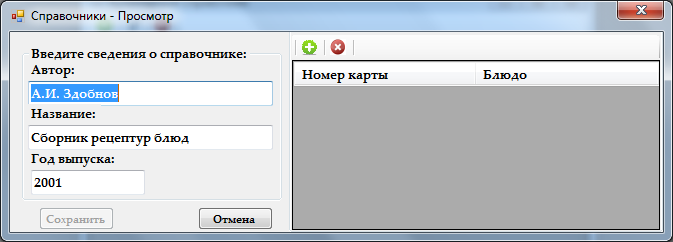 Справочники - Просмотр
Введите сведения о справочнике:
Автор:
А.И. Здобнов
Название:
Сборник рецептур блюд
Год выпуска:
2001
Сохранить
Отмена
Номер карты
Блюдо